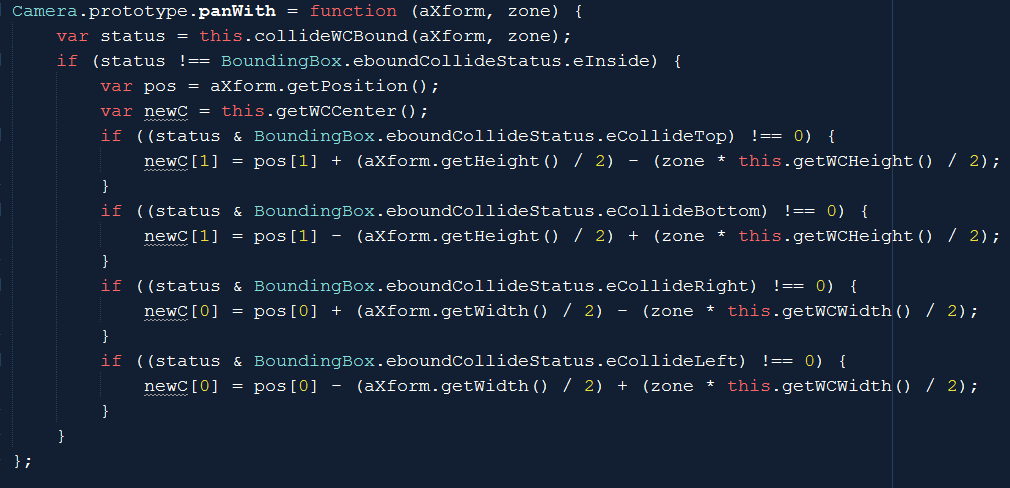 Camera.prototype.panWith = function (aXform, zone) {
    var status = this.collideWCBound(aXform, zone);
    if (status !== BoundingBox.eboundCollideStatus.eInside) {
        var pos = aXform.getPosition();
        var newC = this.getWCCenter();
        if ((status & BoundingBox.eboundCollideStatus.eCollideTop) !== 0) {
            newC[1] = pos[1] + (aXform.getHeight() / 2) - (zone * this.getWCHeight() / 2);
        }
        if ((status & BoundingBox.eboundCollideStatus.eCollideBottom) !== 0) {
            newC[1] = pos[1] - (aXform.getHeight() / 2) + (zone * this.getWCHeight() / 2);
        }
        if ((status & BoundingBox.eboundCollideStatus.eCollideRight) !== 0) {
            newC[0] = pos[0] + (aXform.getWidth() / 2) - (zone * this.getWCWidth() / 2);
        }
        if ((status & BoundingBox.eboundCollideStatus.eCollideLeft) !== 0) {
            newC[0] = pos[0] - (aXform.getWidth() / 2) + (zone * this.getWCWidth() / 2);
        }
    }
};